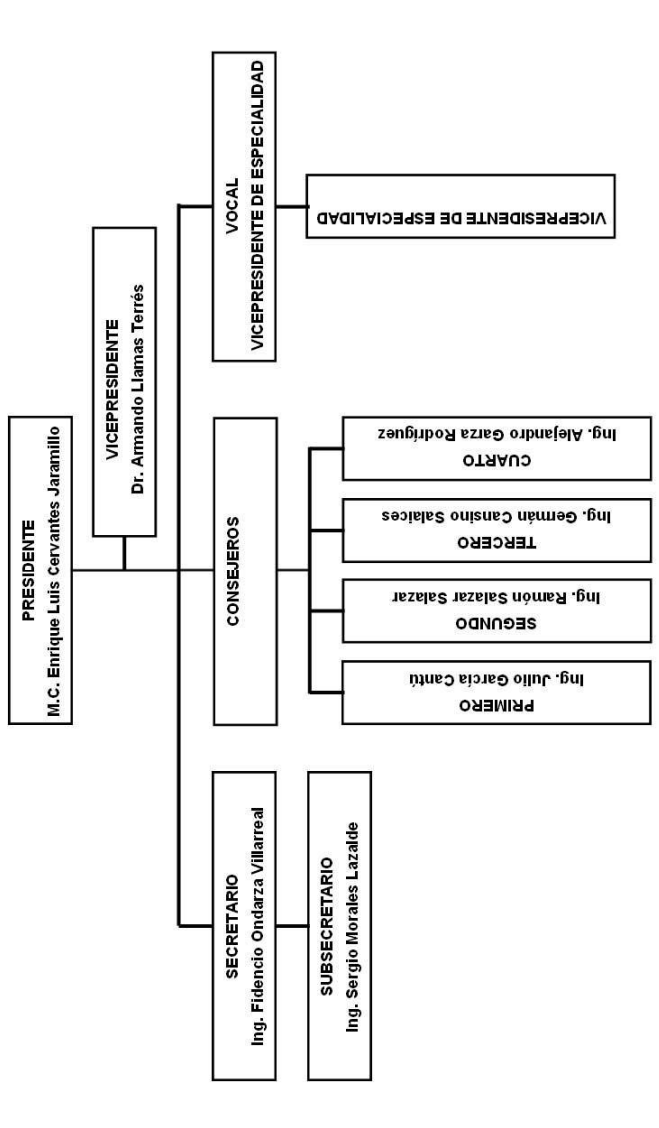 PRESIDENTE
M.C. Enrique Luis Cervantes Jaramillo
VICEPRESIDENTE
Dr. Armando Llamas Terrés
SECRETARIO
Ing. Fidencio Ondarza Villarreal
CONSEJEROS
VOCAL
VICEPRESIDENTE DE ESPECIALIDAD
SUBSECRETARIO
Ing. Sergio Morales Lazalde
PRIMERO
Ing. Julio García Cantú
SEGUNDO
Ing. Ramón Salazar Salazar
TERCERO
Ing. Germán Cansino Salaices
CUARTO
Ing. Alejandro Garza Rodríguez
VICEPRESIDENTE DE ESPECIALIDAD